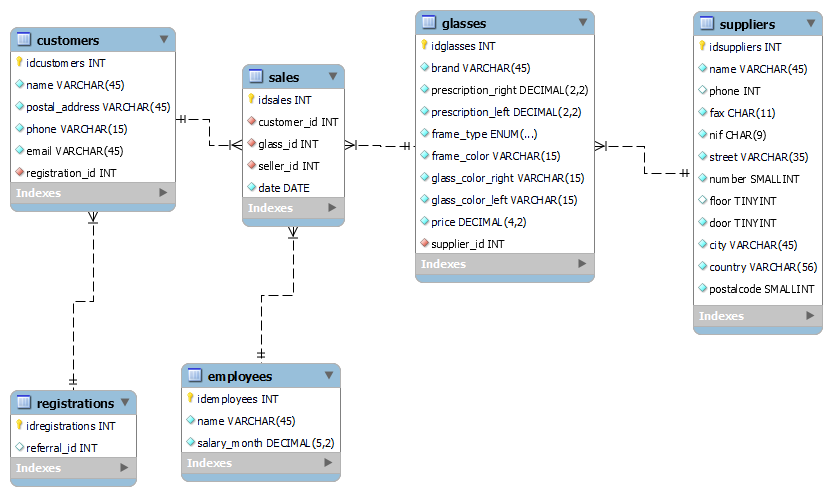 customers
idcustomers INT
name VARCHAR(45)
postal_address VARCHAR(45)
phone VARCHAR(15)
email VARCHAR(45)
registration_id INT
Indexes
sales
idsales INT
customer_id INT
glass_id INT
seller_id INT
date DATE
Indexes
glasses
idglasses INT
brand VARCHAR(45)
prescription_right DECIMAL(2,2)
prescription_left DECIMAL(2,2)
frame_type ENUM(...)
frame_color VARCHAR(15)
glass_color_right VARCHAR(15)
glass_color_left VARCHAR(15)
price DECIMAL(4,2)
supplier_id INT
Indexes
suppliers
idsuppliers INT
name VARCHAR(45)
phone INT
fax CHAR(11)
nif CHAR(9)
street VARCHAR(35)
number SMALLINT
floor TINYINT
door TINYINT
city VARCHAR(45)
country VARCHAR(56)
postalcode SMALLINT
Indexes
registrations
idregistrations INT
referral_id INT
Indexes
employees
idemployees INT
name VARCHAR(45)
salary_month DECIMAL(5,2)
Indexes